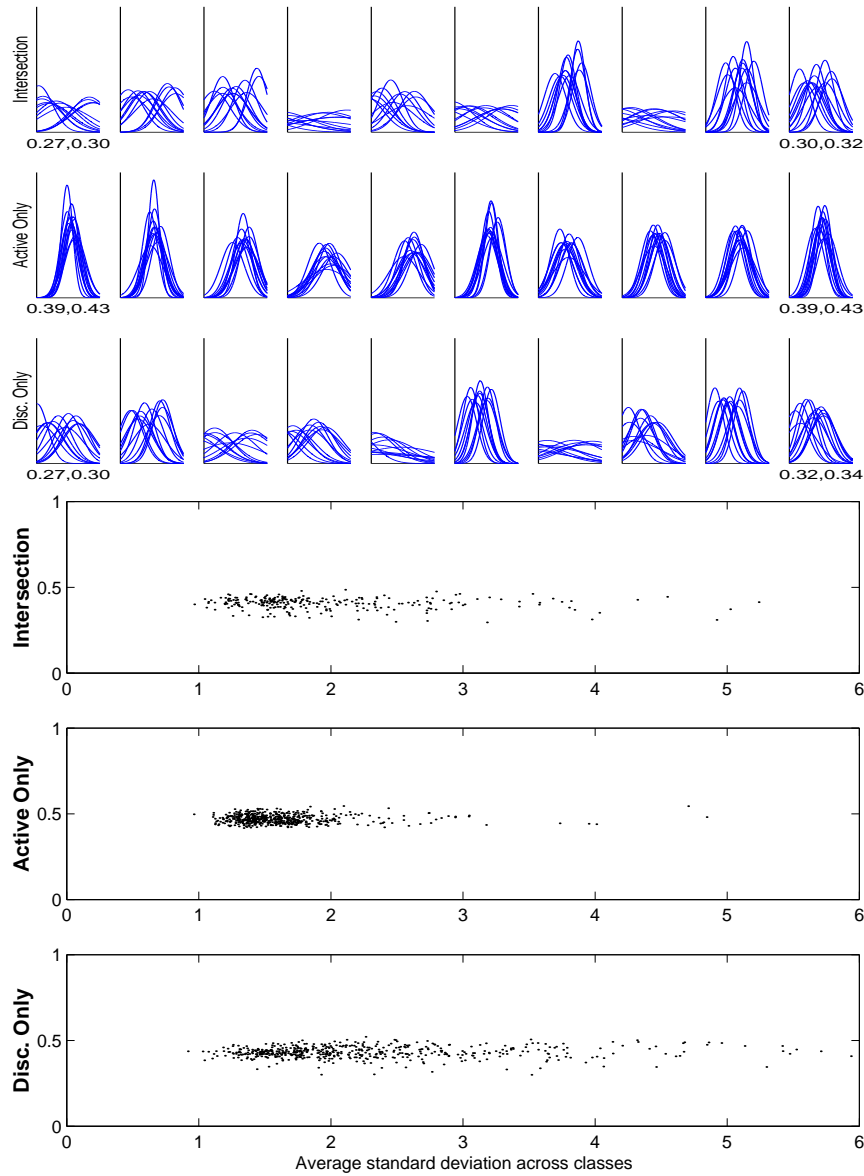 Intersection
0.27,0.30 0.30,0.32
Active Only
0.39,0.43 0.39,0.43
Disc. Only
0.27,0.30 0.32,0.34
Intersection
1
0.5
0
0 1 2 3 4 5 6
Active Only
1
0.5
0
0 1 2 3 4 5 6
Disc. Only
1
0.5
0
0 1 2 3 4 5 6
Average standard deviation across classes